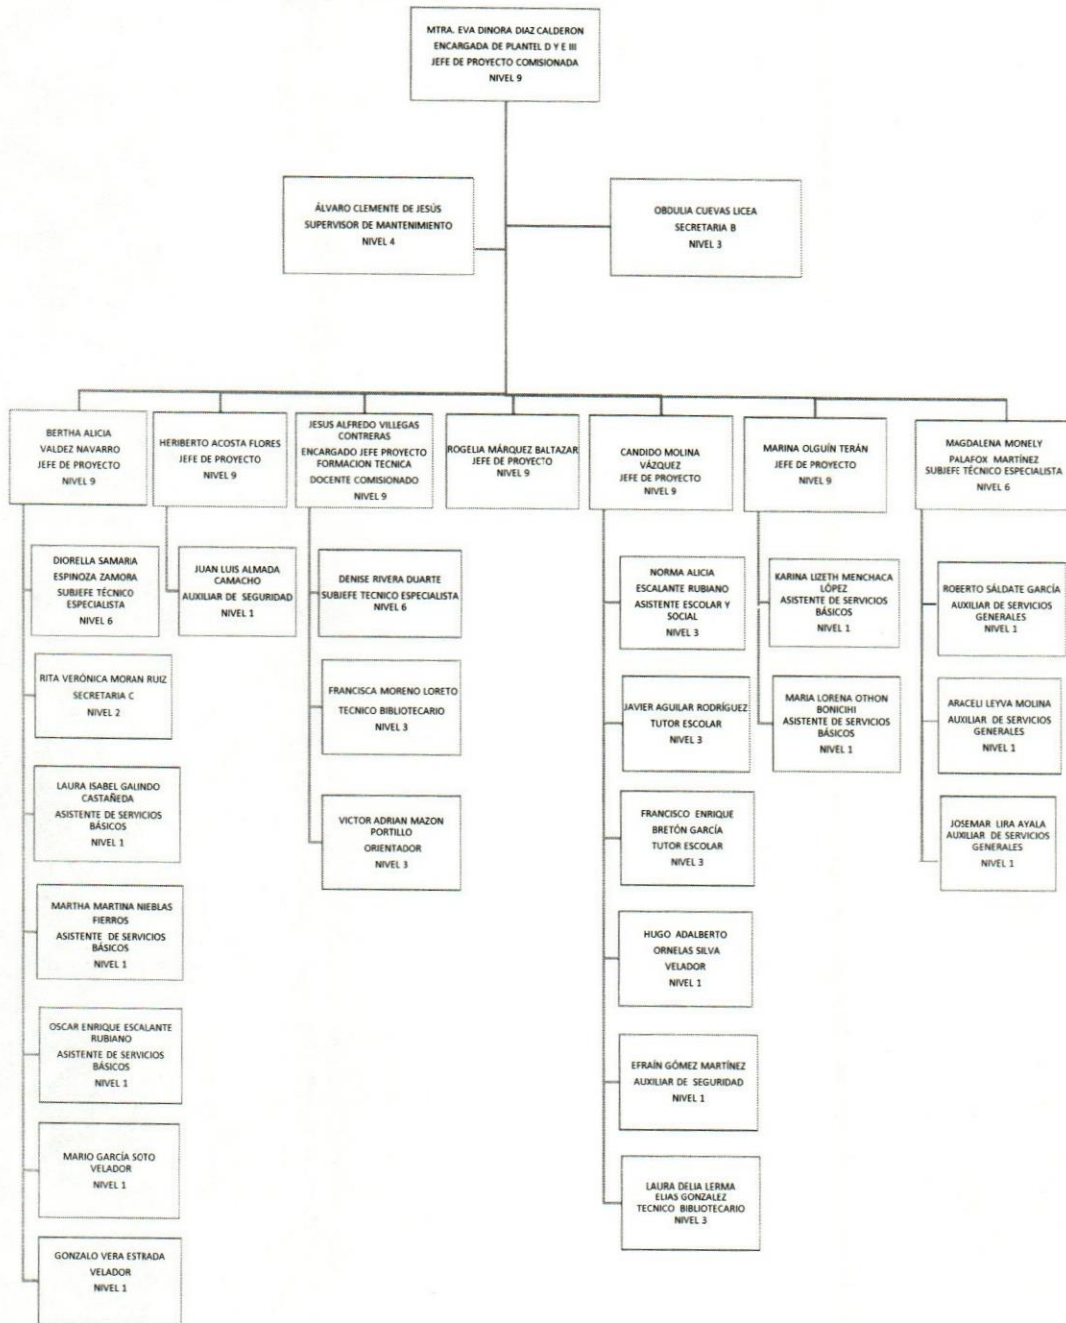 MTRA. EVA DINORA DIAZ CALDERON
ENCARGADA DE PLANTEL D Y E III
JEFE DE PROYECTO COMISIONADA
NIVEL 9
ÁLVARO CLEMENTE DE JESÚS
SUPERVISOR DE MANTENIMIENTO
NIVEL 4
OBDULIA CUEVAS LICEA
SECRETARIA B
NIVEL 3
BERTHA ALICIA
VALDEZ NAVARRO
JEFE DE PROYECTO
NIVEL 9
HERIBERTO ACOSTA FLORES
JEFE DE PROYECTO
NIVEL 9
JESUS ALFREDO VILLEGAS
CONTRERAS
ENCARGADO JEFE PROYECTO
FORMACION TECNICA
DOCENTE COMISIONADO
NIVEL 9
ROGELIA MÁRQUEZ BALTAZAR
JEFE DE PROYECTO
NIVEL 9
CANDIDO MOLINA
VÁZQUEZ
JEFE DE PROYECTO
NIVEL 9
MARINA OLGUÍN TERÁN
JEFE DE PROYECTO
NIVEL 9
MAGDALENA MONELY
PALAFOX MARTÍNEZ
SUBJEFE TÉCNICO ESPECIALISTA
NIVEL 6
DIORELLA SAMARIA
ESPINOZA ZAMORA
SUBJEFE TÉCNICO
ESPECIALISTA
NIVEL 6
RITA VERÓNICA MORAN RUIZ
SECRETARIA C
NIVEL 2
LAURA ISABEL GALINDO
CASTAÑEDA
ASISTENTE DE SERVICIOS
BÁSICOS
NIVEL 1
MARTHA MARTINA NIEBLAS
FIERROS
ASISTENTE DE SERVICIOS
BÁSICOS
NIVEL 1
OSCAR ENRIQUE ESCALANTE
RUBIANO
ASISTENTE DE SERVICIOS
BÁSICOS
NIVEL 1
MARIO GARCÍA SOTO
VELADOR
NIVEL 1
GONZALO VERA ESTRADA
VELADOR
NIVEL 1
JUAN LUIS ALMADA
CAMACHO
AUXILIAR DE SEGURIDAD
NIVEL 1
DENISE RIVERA DUARTE
SUBJEFE TECNICO ESPECIALISTA
NIVEL 6
FRANCISCA MORENO LORETO
TECNICO BIBLIOTECARIO
NIVEL 3
VICTOR ADRIAN MAZON
PORTILLO
ORIENTADOR
NIVEL 3
NORMA ALICIA
ESCALANTE RUBIANO
ASISTENTE ESCOLAR Y
SOCIAL
NIVEL 3
JAVIER AGUILAR RODRÍGUEZ
TUTOR ESCOLAR
NIVEL 3
FRANCISCO ENRIQUE
BRETÓN GARCÍA
TUTOR ESCOLAR
NIVEL 3
HUGO ADALBERTO
ORNELAS SILVA
VELADOR
NIVEL 1
EFRAÍN GÓMEZ MARTÍNEZ
AUXILIAR DE SEGURIDAD
NIVEL 1
LAURA DELIA LERMA
ELIAS GONZALEZ
TECNICO BIBLIOTECARIO
NIVEL 3
KARINA LIZETH MENCHACA
LÓPEZ
ASISTENTE DE SERVICIOS
BÁSICOS
NIVEL 1
MARIA LORENA OTHON
BONICIHI
ASISTENTE DE SERVICIOS
BÁSICOS
NIVEL 1
ROBERTO SÁLDATE GARCÍA
AUXILIAR DE SERVICIOS
GENERALES
NIVEL 1
ARACELI LEYVA MOLINA
AUXILIAR DE SERVICIOS
GENERALES
NIVEL 1
JOSEMAR LIRA AYALA
AUXILIAR DE SERVICIOS
GENERALES
NIVEL 1